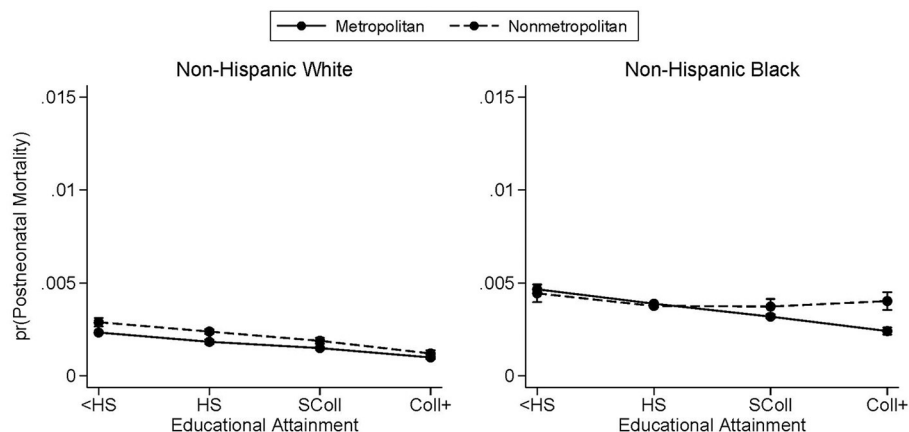 Metropolitan Nonmetropolitan
Non-Hispanic White
Non-Hispanic Black
pr(Postneonatal Mortality)
.015
.01
.005
0
<HS HS SColl Coll+
Educational Attainment
.015
.01
.005
0
<HS HS SColl Coll+
Educational Attainment